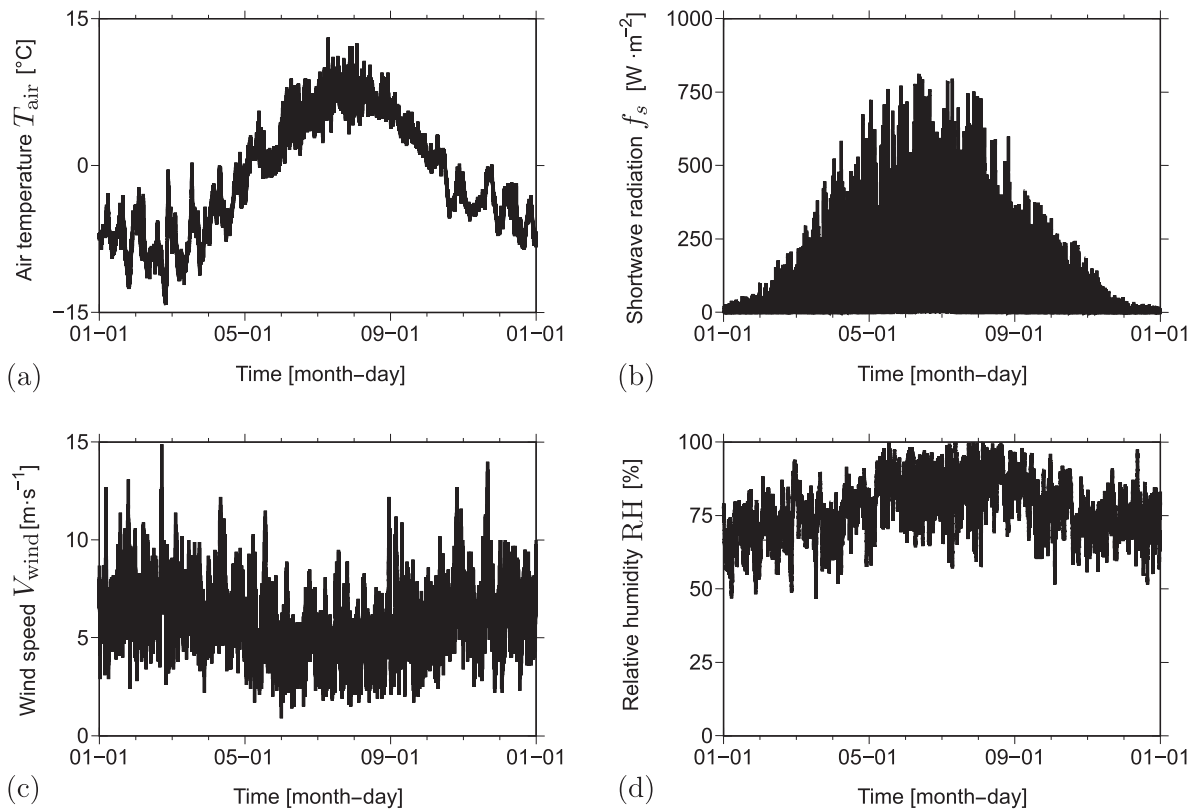 15
0
−15
01−01 05−01 09−01 01−01
Air temperature T_air [°C]
Time [month−day]
(a)
1000
750
500
250
0
01−01 05−01 09−01 01−01
Shortwave radiation f_s [W ·m⁻²]
Time [month−day]
(b)
15
10
5
0
01−01 05−01 09−01 01−01
Wind speed V_wind [m·s⁻¹]
Time [month−day]
(c)
100
75
50
25
0
01−01 05−01 09−01 01−01
Relative humidity RH [%]
Time [month−day]
(d)